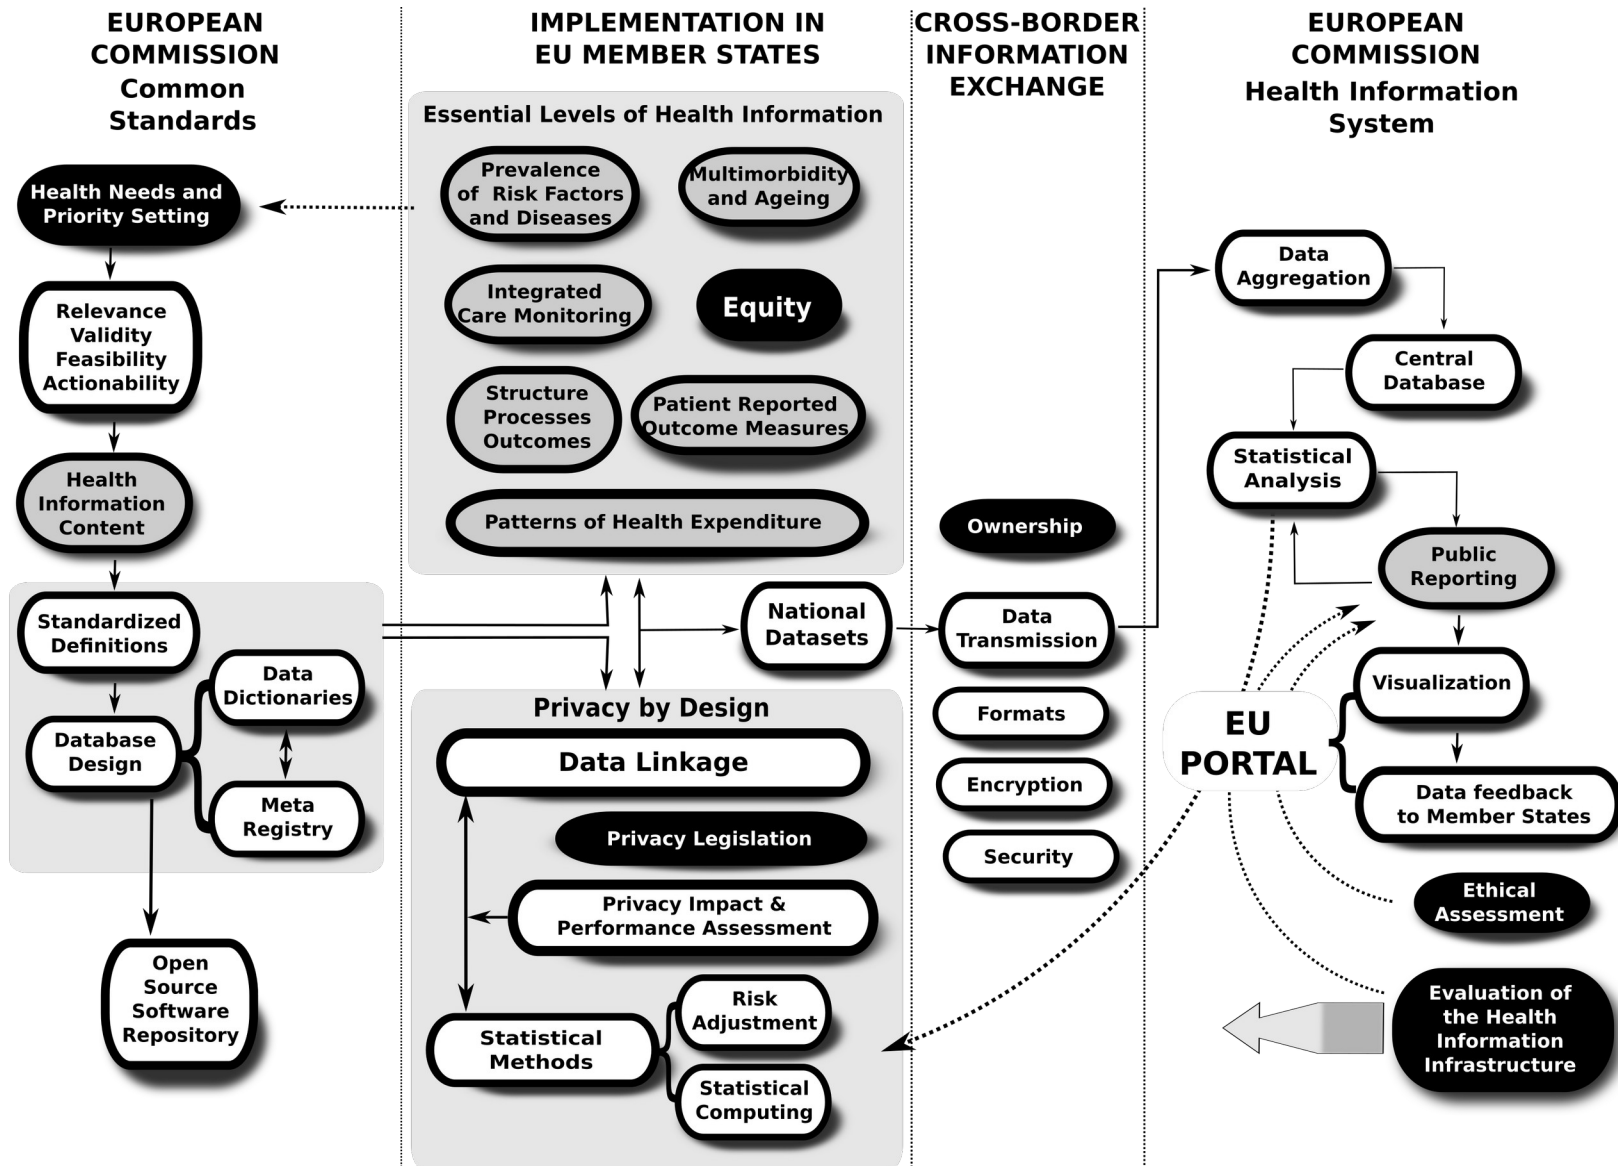 EUROPEAN
COMMISSION
Common
Standards
Health Needs and
Priority Setting
Relevance
Validity
Feasibility
Actionability
Health
Information
Content
Standardized
Definitions
Data
Dictionaries
Database
Design
Meta
Registry
Open
Source
Software
Repository
IMPLEMENTATION IN
EU MEMBER STATES
Essential Levels of Health Information
Prevalence
of Risk Factors
and Diseases
Multimorbidity
and Ageing
Integrated
Care Monitoring
Equity
Structure
Processes
Outcomes
Patient Reported
Outcome Measures
Patterns of Health Expenditure
National
Datasets
Privacy by Design
Data Linkage
Privacy Legislation
Privacy Impact &
Performance Assessment
Statistical
Methods
Risk
Adjustment
Statistical
Computing
CROSS-BORDER
INFORMATION
EXCHANGE
Ownership
Data
Transmission
Formats
Encryption
Security
EUROPEAN
COMMISSION
Health Information
System
Data
Aggregation
Central
Database
Statistical
Analysis
Public
Reporting
Visualization
EU
PORTAL
Data feedback
to Member States
Ethical
Assessment
Evaluation of
the Health
Information
Infrastructure